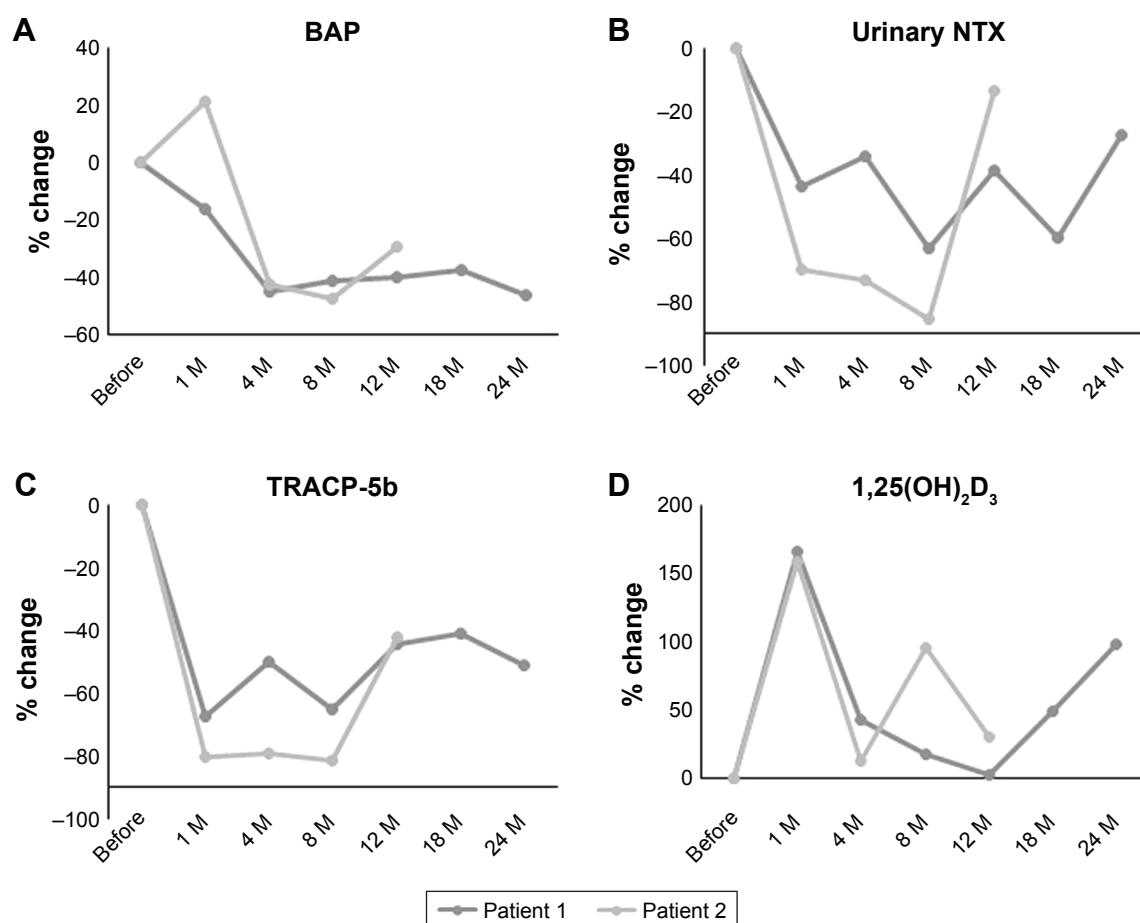 A
BAP
% change
40
20
0
–20
–40
–60
Before
1 M
4 M
8 M
12 M
18 M
24 M
B
Urinary NTX
% change
0
–20
–40
–60
–80
–100
Before
1 M
4 M
8 M
12 M
18 M
24 M
C
TRACP-5b
% change
0
–20
–40
–60
–80
–100
Before
1 M
4 M
8 M
12 M
18 M
24 M
D
1,25(OH)₂D₃
% change
200
150
100
50
0
Before
1 M
4 M
8 M
12 M
18 M
24 M
Patient 1
Patient 2